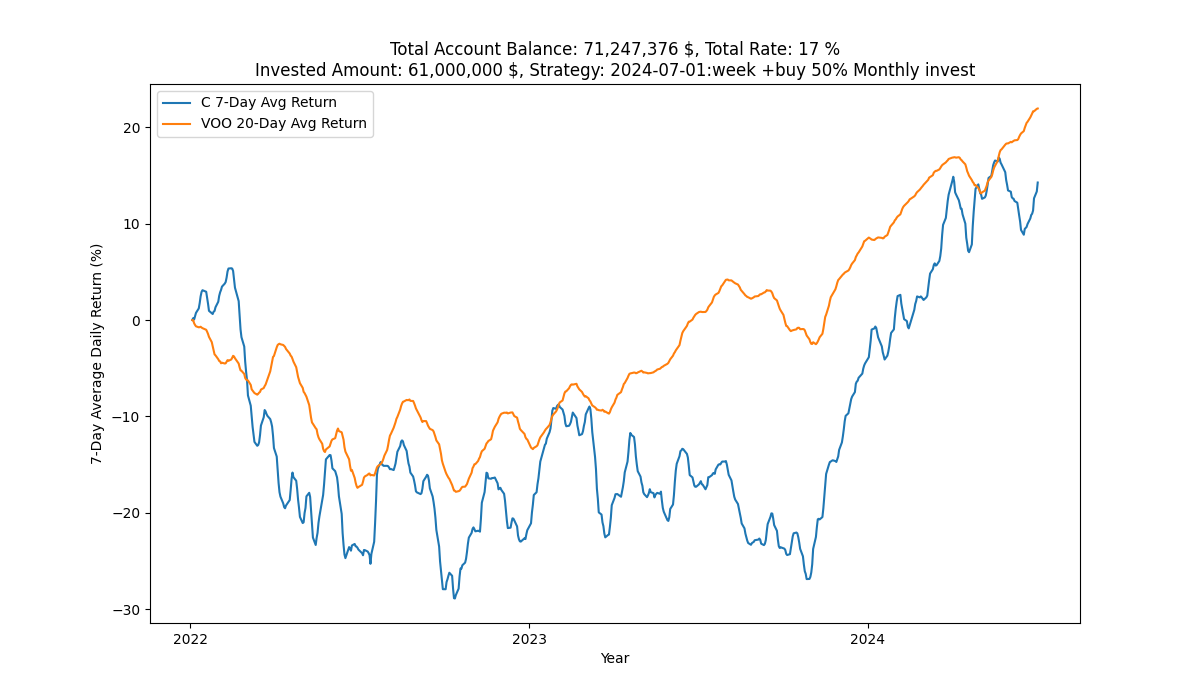 Total Account Balance: 71,247,376 $, Total Rate: 17 %
Invested Amount: 61,000,000 $, Strategy: 2024-07-01:week +buy 50% Monthly invest
C 7-Day Avg Return
VOO 20-Day Avg Return
7-Day Average Daily Return (%)
20
10
0
−10
−20
−30
2022
2023
2024
Year